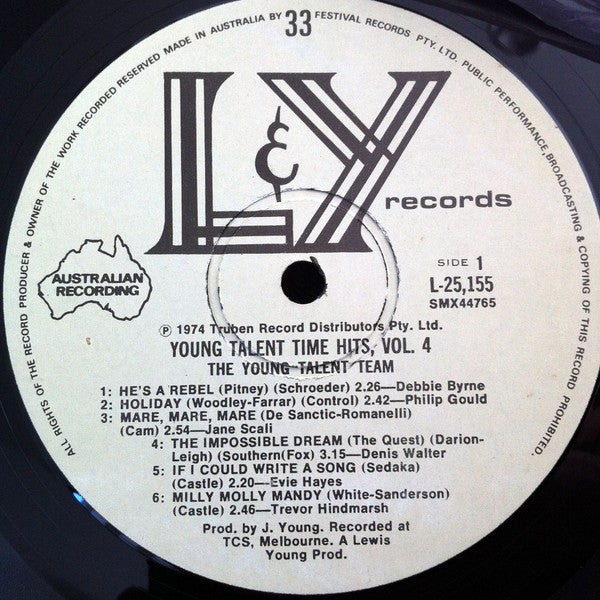 ALL RIGHTS OF THE RECORD PRODUCER & OWNER OF THE WORK RECORDED RESERVED MADE IN AUSTRALIA BY FESTIVAL RECORDS PTY. LTD. PUBLIC PERFORMANCE, BROADCASTING & COPYING OF THIS RECORD PROHIBITED.
33
L&Y
records
AUSTRALIAN
RECORDING
SIDE 1
L-25,155
SMX44765
℗ 1974 Truben Record Distributors Pty. Ltd.
YOUNG TALENT TIME HITS, VOL. 4
THE YOUNG TALENT TEAM
1: HE'S A REBEL (Pitney) (Schroeder) 2.26—Debbie Byrne
2: HOLIDAY (Woodley-Farrar) (Control) 2.42—Philip Gould
3: MARE, MARE, MARE (De Sanctic-Romanelli)
(Cam) 2.54—Jane Scali
4: THE IMPOSSIBLE DREAM (The Quest) (Darion-
Leigh) (Southern(Fox) 3.15—Denis Walter
5: IF I COULD WRITE A SONG (Sedaka)
(Castle) 2.20—Evie Hayes
6: MILLY MOLLY MANDY (White-Sanderson)
(Castle) 2.46—Trevor Hindmarsh
Prod. by J. Young. Recorded at
TCS, Melbourne. A Lewis
Young Prod.